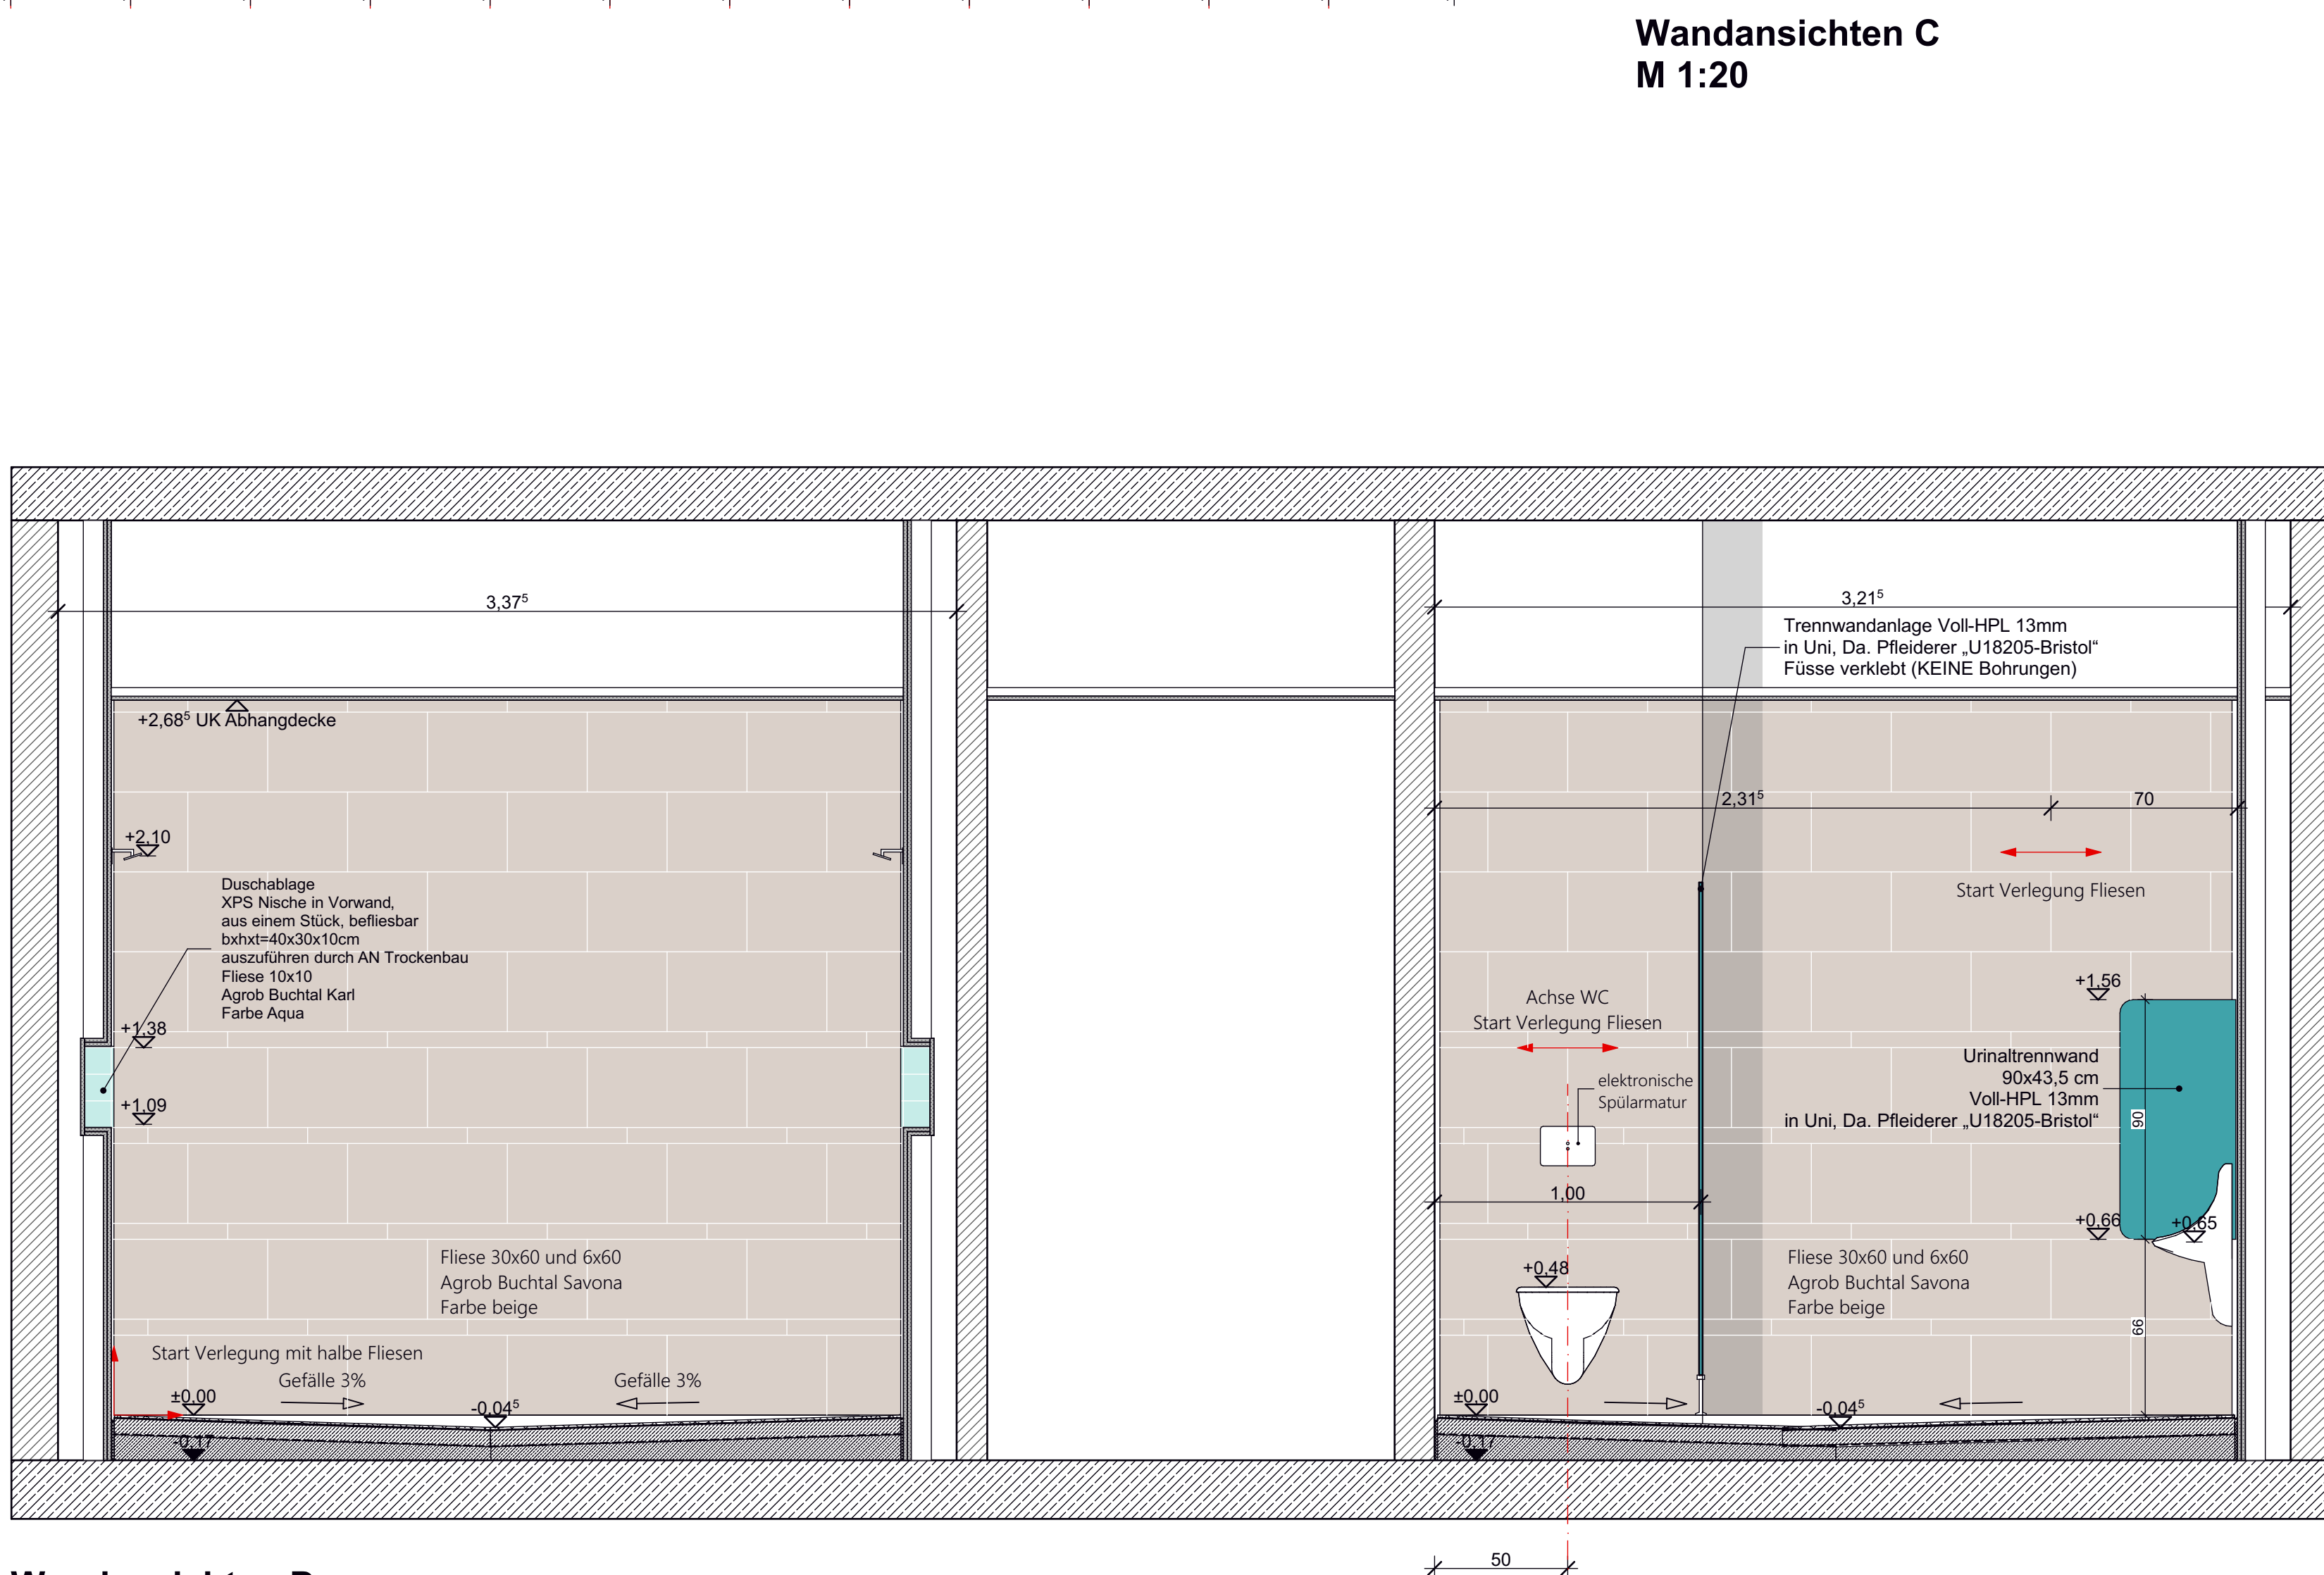 Wandansichten C
M 1:20
3,37⁵
3,21⁵
Trennwandanlage Voll-HPL 13mm
in Uni, Da. Pfleiderer „U18205-Bristol“
Füsse verklebt (KEINE Bohrungen)
+2,68⁵ UK Abhangdecke
2,31⁵
70
+2,10
Duschablage
XPS Nische in Vorwand,
aus einem Stück, befliesbar
bxhxt=40x30x10cm
auszuführen durch AN Trockenbau
Fliese 10x10
Agrob Buchtal Karl
Farbe Aqua
Start Verlegung Fliesen
+1,56
Achse WC
Start Verlegung Fliesen
+1,38
+1,09
elektronische
Spülarmatur
Urinaltrennwand
90x43,5 cm
Voll-HPL 13mm
in Uni, Da. Pfleiderer „U18205-Bristol“
90
1,00
+0,66
+0,65
Fliese 30x60 und 6x60
Agrob Buchtal Savona
Farbe beige
+0,48
Fliese 30x60 und 6x60
Agrob Buchtal Savona
Farbe beige
66
Start Verlegung mit halbe Fliesen
Gefälle 3%
Gefälle 3%
±0,00
-0,04⁵
-0,17
±0,00
-0,04⁵
-0,17
50